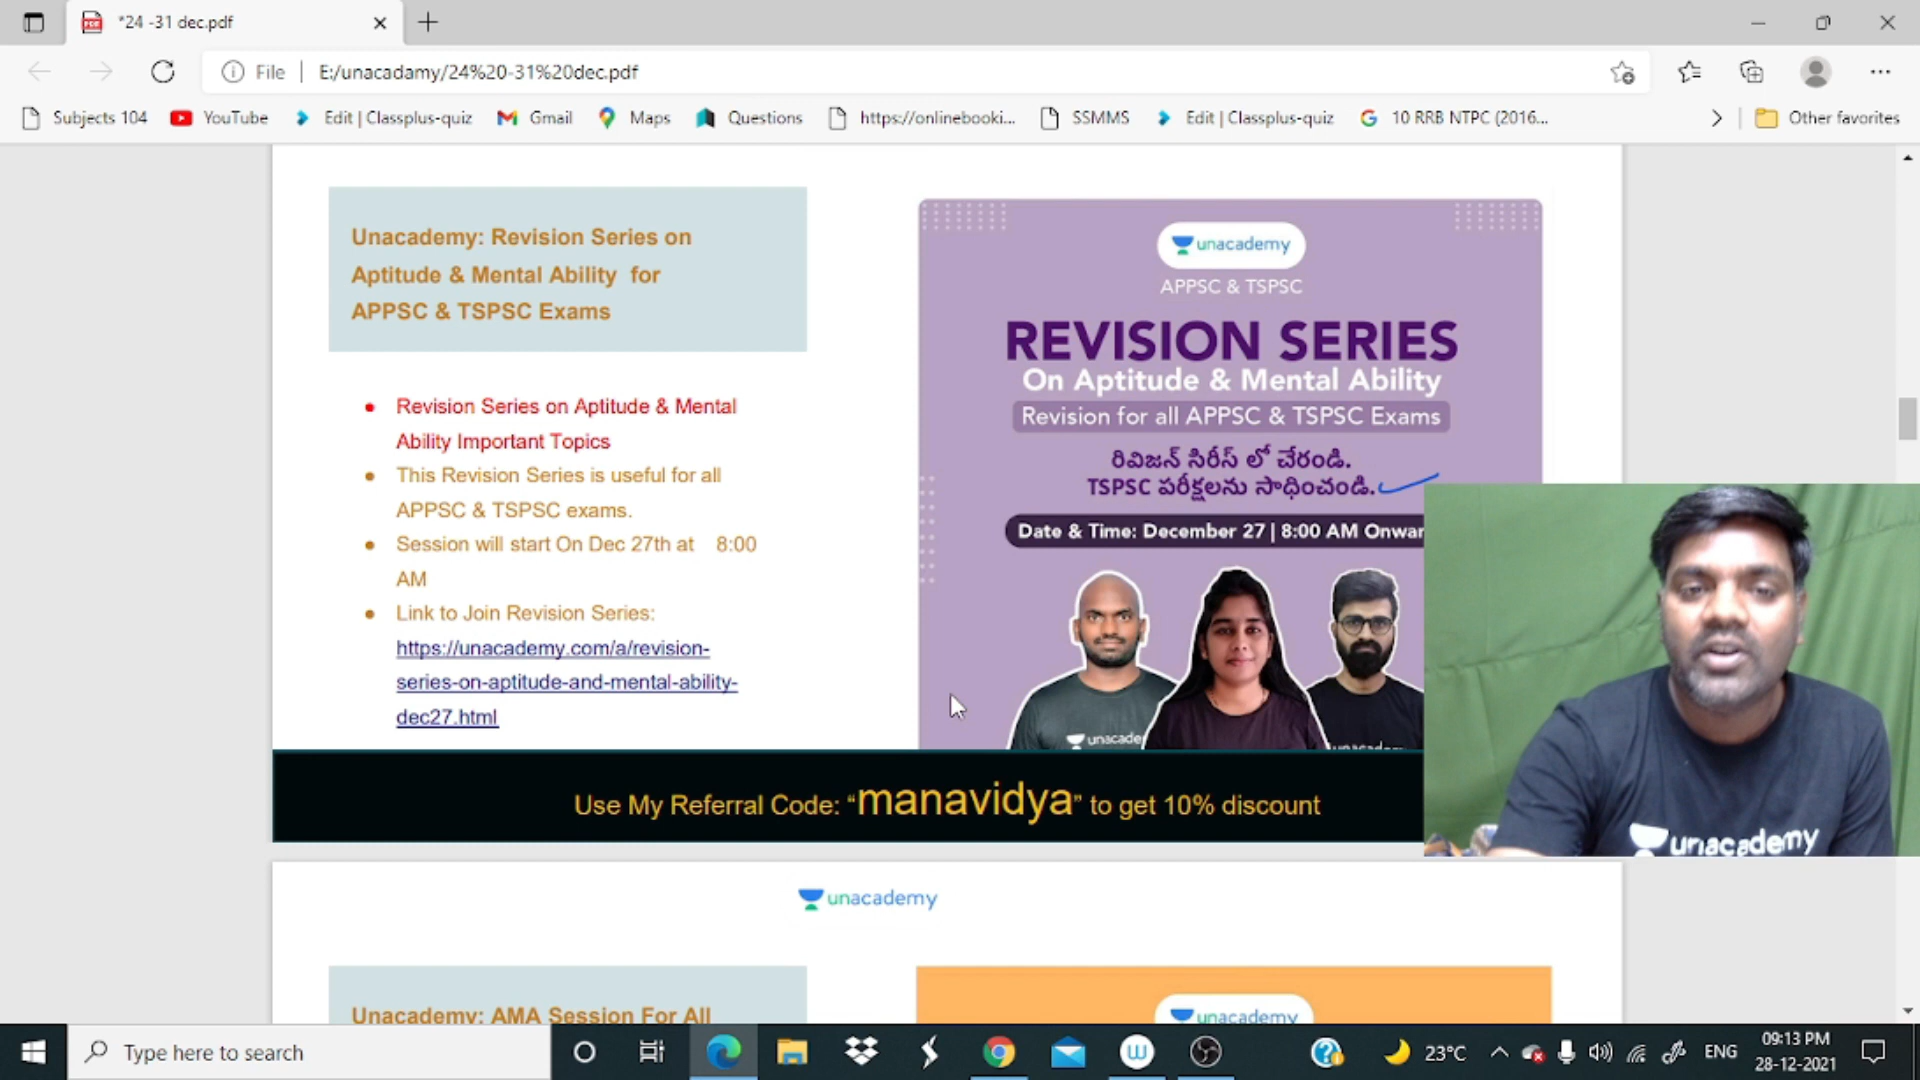 *24 -31 dec.pdf
File
E:/unacadamy/24%20-31%20dec.pdf
Subjects 104
YouTube
Edit | Classplus-quiz
Gmail
Maps
Questions
https://onlinebooki...
SSMMS
Edit | Classplus-quiz
10 RRB NTPC (2016...
Other favorites
Unacademy: Revision Series on
Aptitude & Mental Ability for
APPSC & TSPSC Exams
Revision Series on Aptitude & Mental
Ability Important Topics
This Revision Series is useful for all
APPSC & TSPSC exams.
Session will start On Dec 27th at 8:00
AM
Link to Join Revision Series:
https://unacademy.com/a/revision-
series-on-aptitude-and-mental-ability-
dec27.html
unacademy
APPSC & TSPSC
REVISION SERIES
On Aptitude & Mental Ability
Revision for all APPSC & TSPSC Exams
రివిజన్ సిరీస్ లో చేరండి.
TSPSC పరీక్షలను సాధించండి.
Date & Time: December 27 | 8:00 AM Onwar
unacade
unacademy
Use My Referral Code: “manavidya” to get 10% discount
unacademy
Unacademy: AMA Session For All
unacademy
Type here to search
23°C
ENG
09:13 PM
28-12-2021